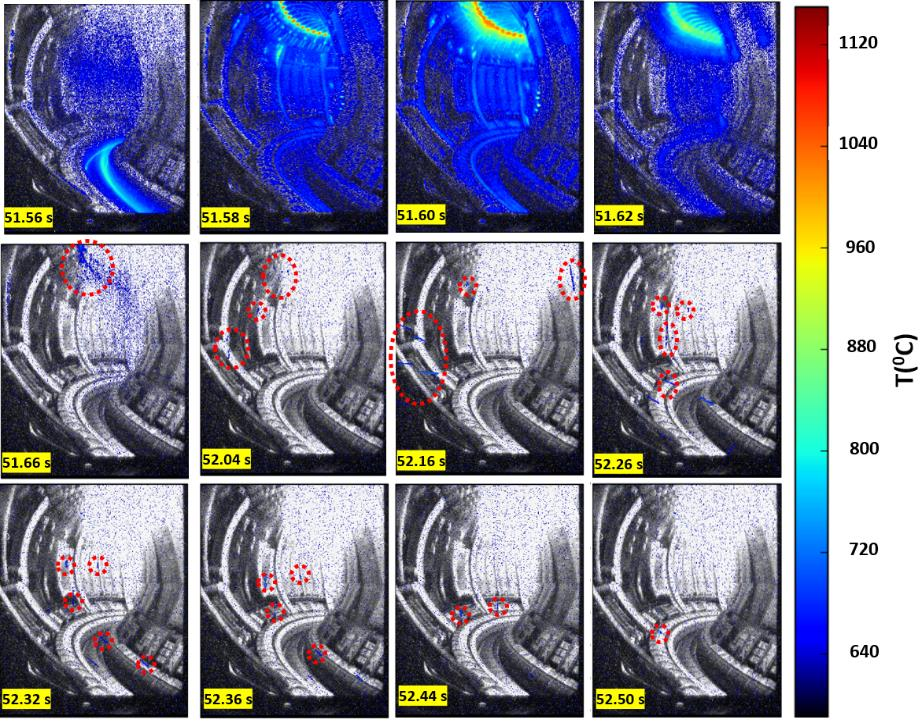 51.56 s
51.58 s
51.60 s
51.62 s
51.66 s
52.04 s
52.16 s
52.26 s
52.32 s
52.36 s
52.44 s
52.50 s
1120
1040
960
880
800
720
640
T(⁰C)